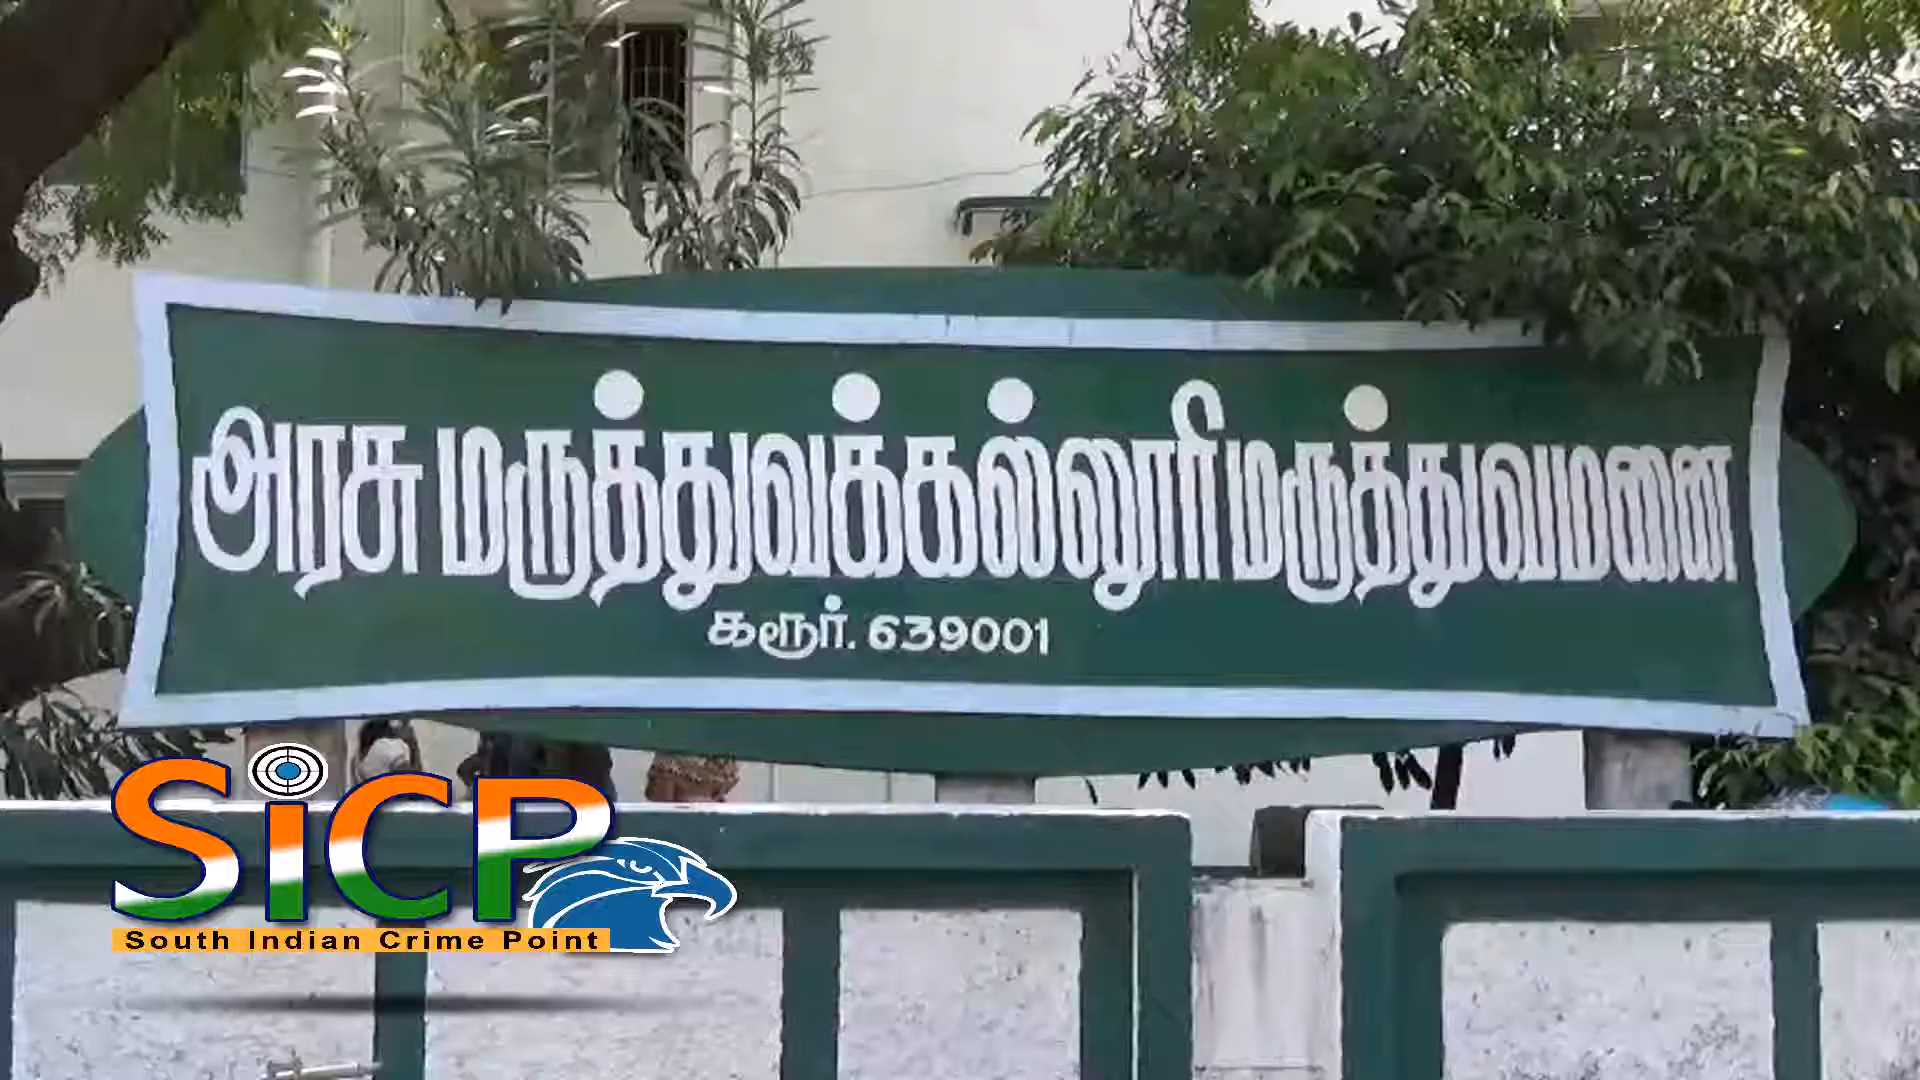 அரசு மருத்துவக்கல்லூரி மருத்துவமனை
கரூர். 639001
SiCP
South Indian Crime Point